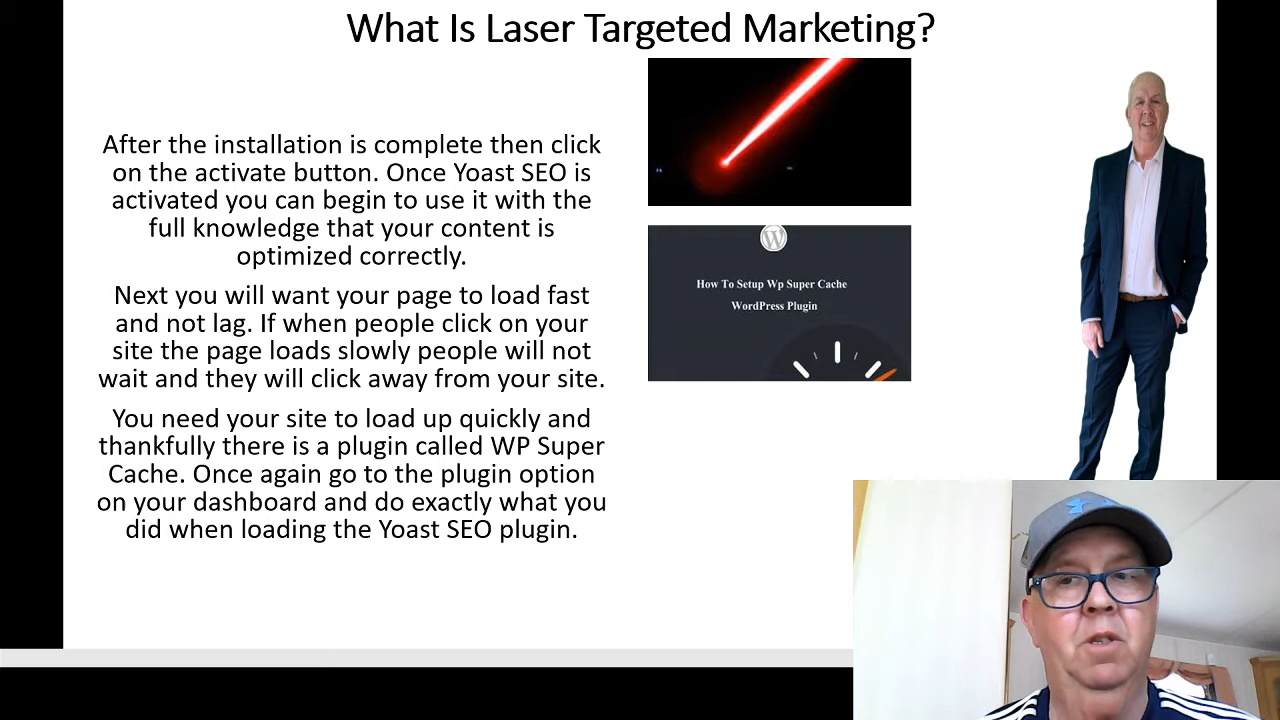 What Is Laser Targeted Marketing?
After the installation is complete then click
on the activate button. Once Yoast SEO is
activated you can begin to use it with the
full knowledge that your content is
optimized correctly.
Next you will want your page to load fast
and not lag. If when people click on your
site the page loads slowly people will not
wait and they will click away from your site.
You need your site to load up quickly and
thankfully there is a plugin called WP Super
Cache. Once again go to the plugin option
on your dashboard and do exactly what you
did when loading the Yoast SEO plugin.
How To Setup Wp Super Cache
WordPress Plugin